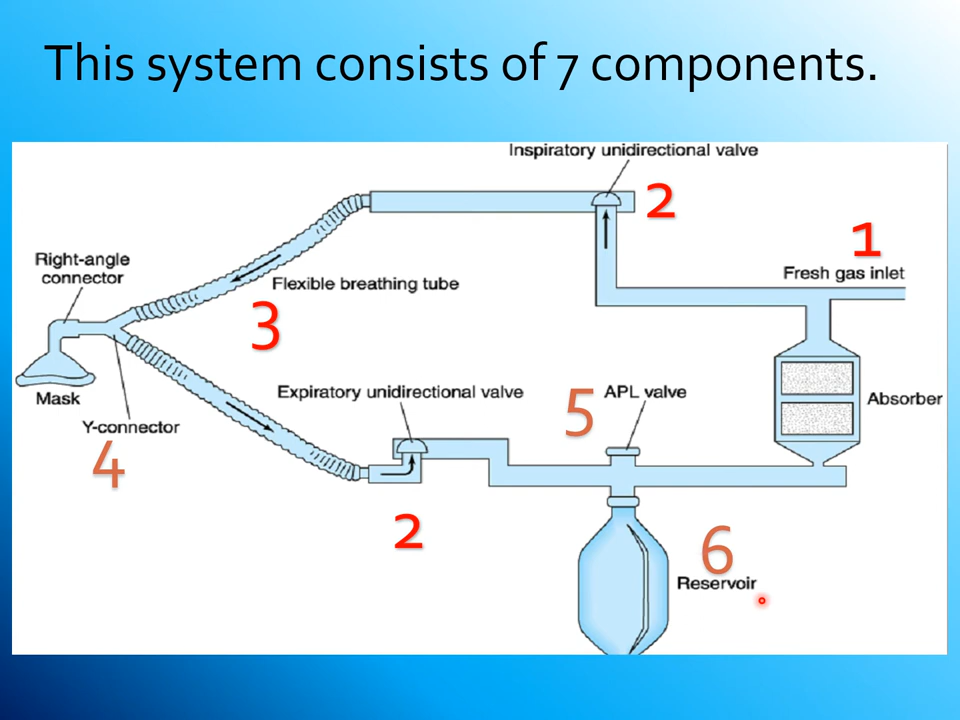 This system consists of 7 components.
Inspiratory unidirectional valve
2
1
Fresh gas inlet
Right-angle
connector
Flexible breathing tube
3
Mask
Y-connector
4
Expiratory unidirectional valve
5
APL valve
Absorber
2
6
Reservoir